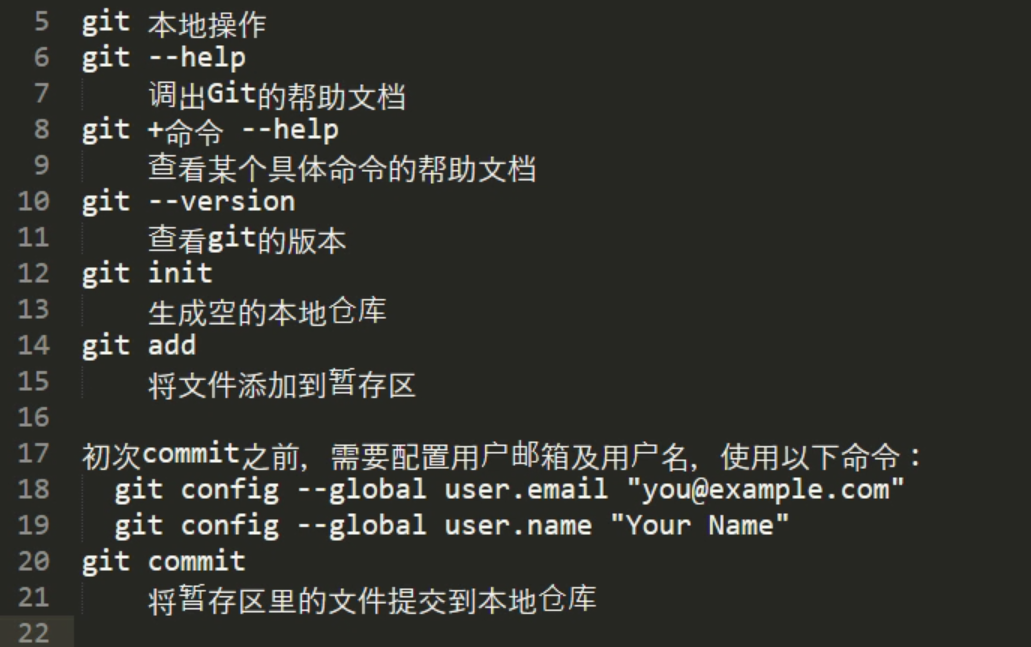 5 git 本地操作
6 git --help
7 调出Git的帮助文档
8 git +命令 --help
9 查看某个具体命令的帮助文档
10 git --version
11 查看git的版本
12 git init
13 生成空的本地仓库
14 git add
15 将文件添加到暂存区
16
17 初次commit之前，需要配置用户邮箱及用户名，使用以下命令：
18 git config --global user.email "you@example.com"
19 git config --global user.name "Your Name"
20 git commit
21 将暂存区里的文件提交到本地仓库
22